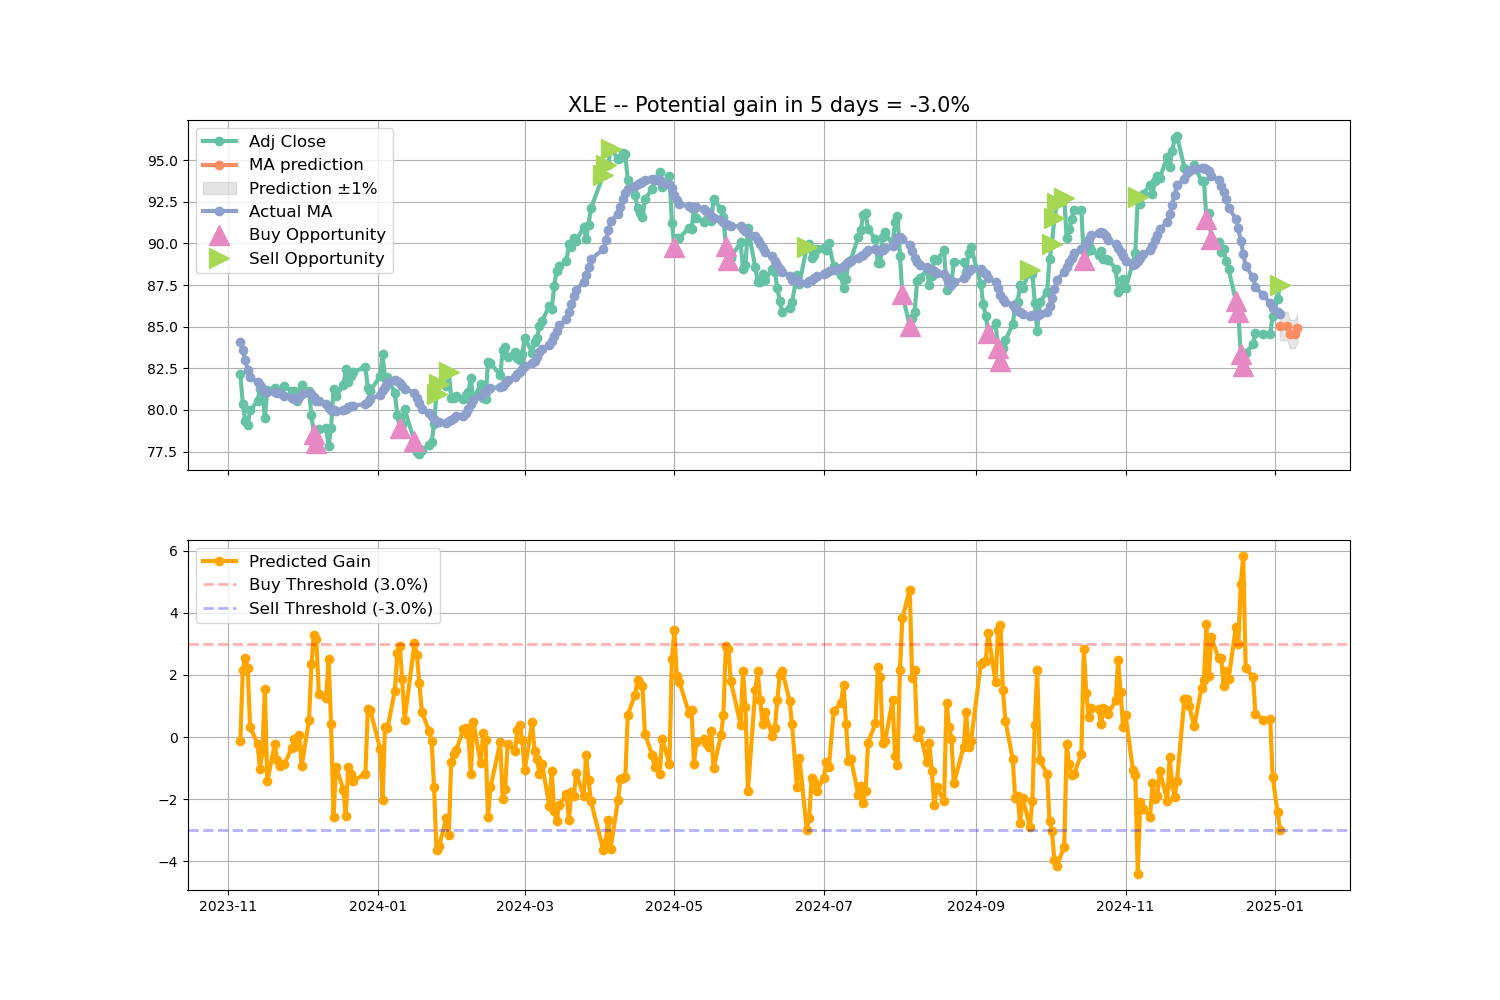 XLE -- Potential gain in 5 days = -3.0%
Adj Close
MA prediction
Prediction ±1%
Actual MA
Buy Opportunity
Sell Opportunity
95.0
92.5
90.0
87.5
85.0
82.5
80.0
77.5
Predicted Gain
Buy Threshold (3.0%)
Sell Threshold (-3.0%)
6
4
2
0
−2
−4
2023-11 2024-01 2024-03 2024-05 2024-07 2024-09 2024-11 2025-01